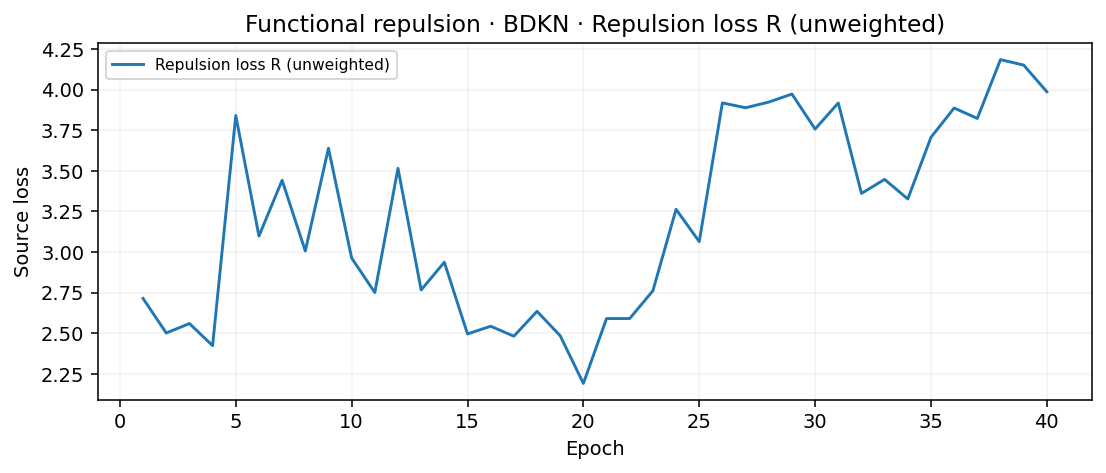 Functional repulsion · BDKN · Repulsion loss R (unweighted)
Repulsion loss R (unweighted)
Source loss
4.25
4.00
3.75
3.50
3.25
3.00
2.75
2.50
2.25
0 5 10 15 20 25 30 35 40
Epoch